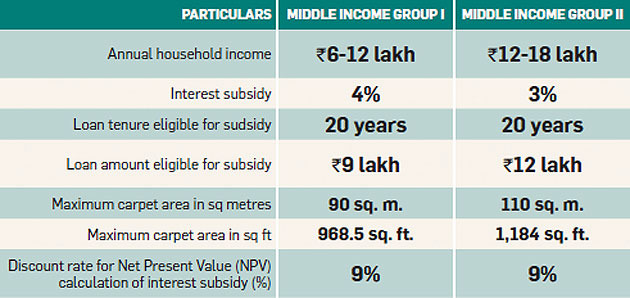 PARTICULARS MIDDLE INCOME GROUP I MIDDLE INCOME GROUP II
Annual household income ₹6-12 lakh ₹12-18 lakh
Interest subsidy 4% 3%
Loan tenure eligible for sudsidy 20 years 20 years
Loan amount eligible for subsidy ₹9 lakh ₹12 lakh
Maximum carpet area in sq metres 90 sq. m. 110 sq. m.
Maximum carpet area in sq ft 968.5 sq. ft. 1,184 sq. ft.
Discount rate for Net Present Value (NPV)
calculation of interest subsidy (%) 9% 9%